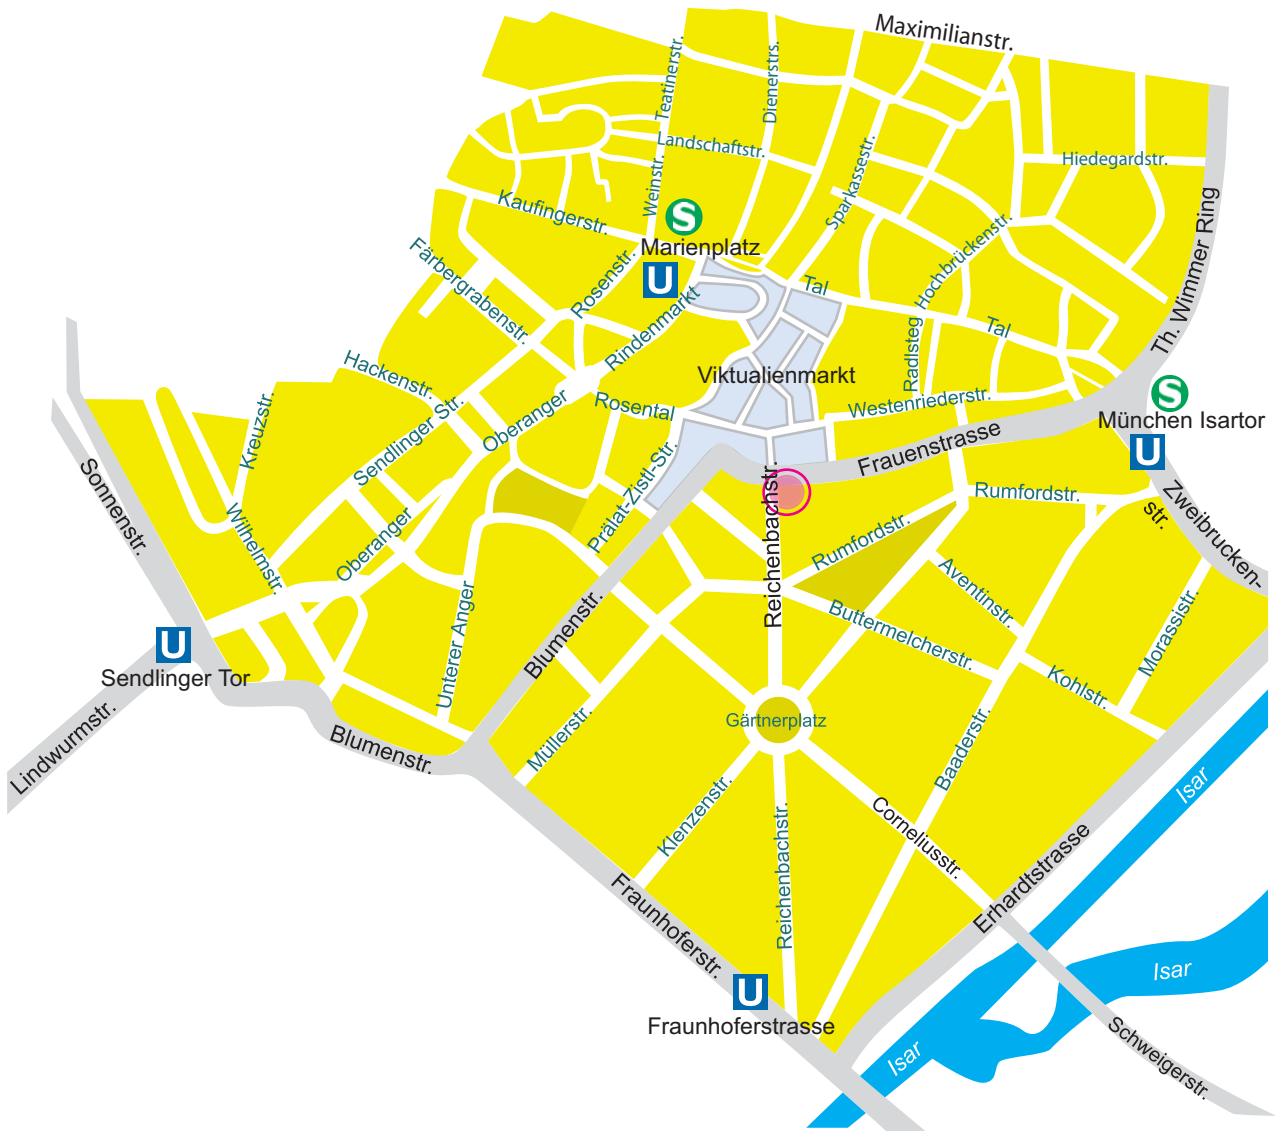 Maximilianstr.
Teatinerstr.
Dienerstrs.
Landschaftstr.
Hiedegardstr.
Sparkassestr.
Weinstr.
Kaufingerstr.
S
Marienplatz
U
Th. Wimmer Ring
Hochbrückenstr.
Färbergrabenstr.
Rosenstr.
Rindenmarkt
Tal
Tal
Radlsteg
Hackenstr.
Viktualienmarkt
S
München Isartor
U
Westenriederstr.
Kreuzstr.
Sendlinger Str.
Oberanger
Rosental
Frauenstrasse
Prälat-Zistl-Str.
Sonnenstr.
Wilhelmstr.
Oberanger
Reichenbachstr.
Rumfordstr.
Rumfordstr.
Zweibrucken-
str.
Aventinstr.
Unterer Anger
Blumenstr.
Buttermelcherstr.
Morassistr.
Kohlstr.
U
Sendlinger Tor
Lindwurmstr.
Blumenstr.
Müllerstr.
Gärtnerplatz
Baaderstr.
Isar
Klenzenstr.
Reichenbachstr.
Corneliusstr.
Erhardtstrasse
Fraunhoferstr.
Isar
U
Fraunhoferstrasse
Isar
Schweigerstr.